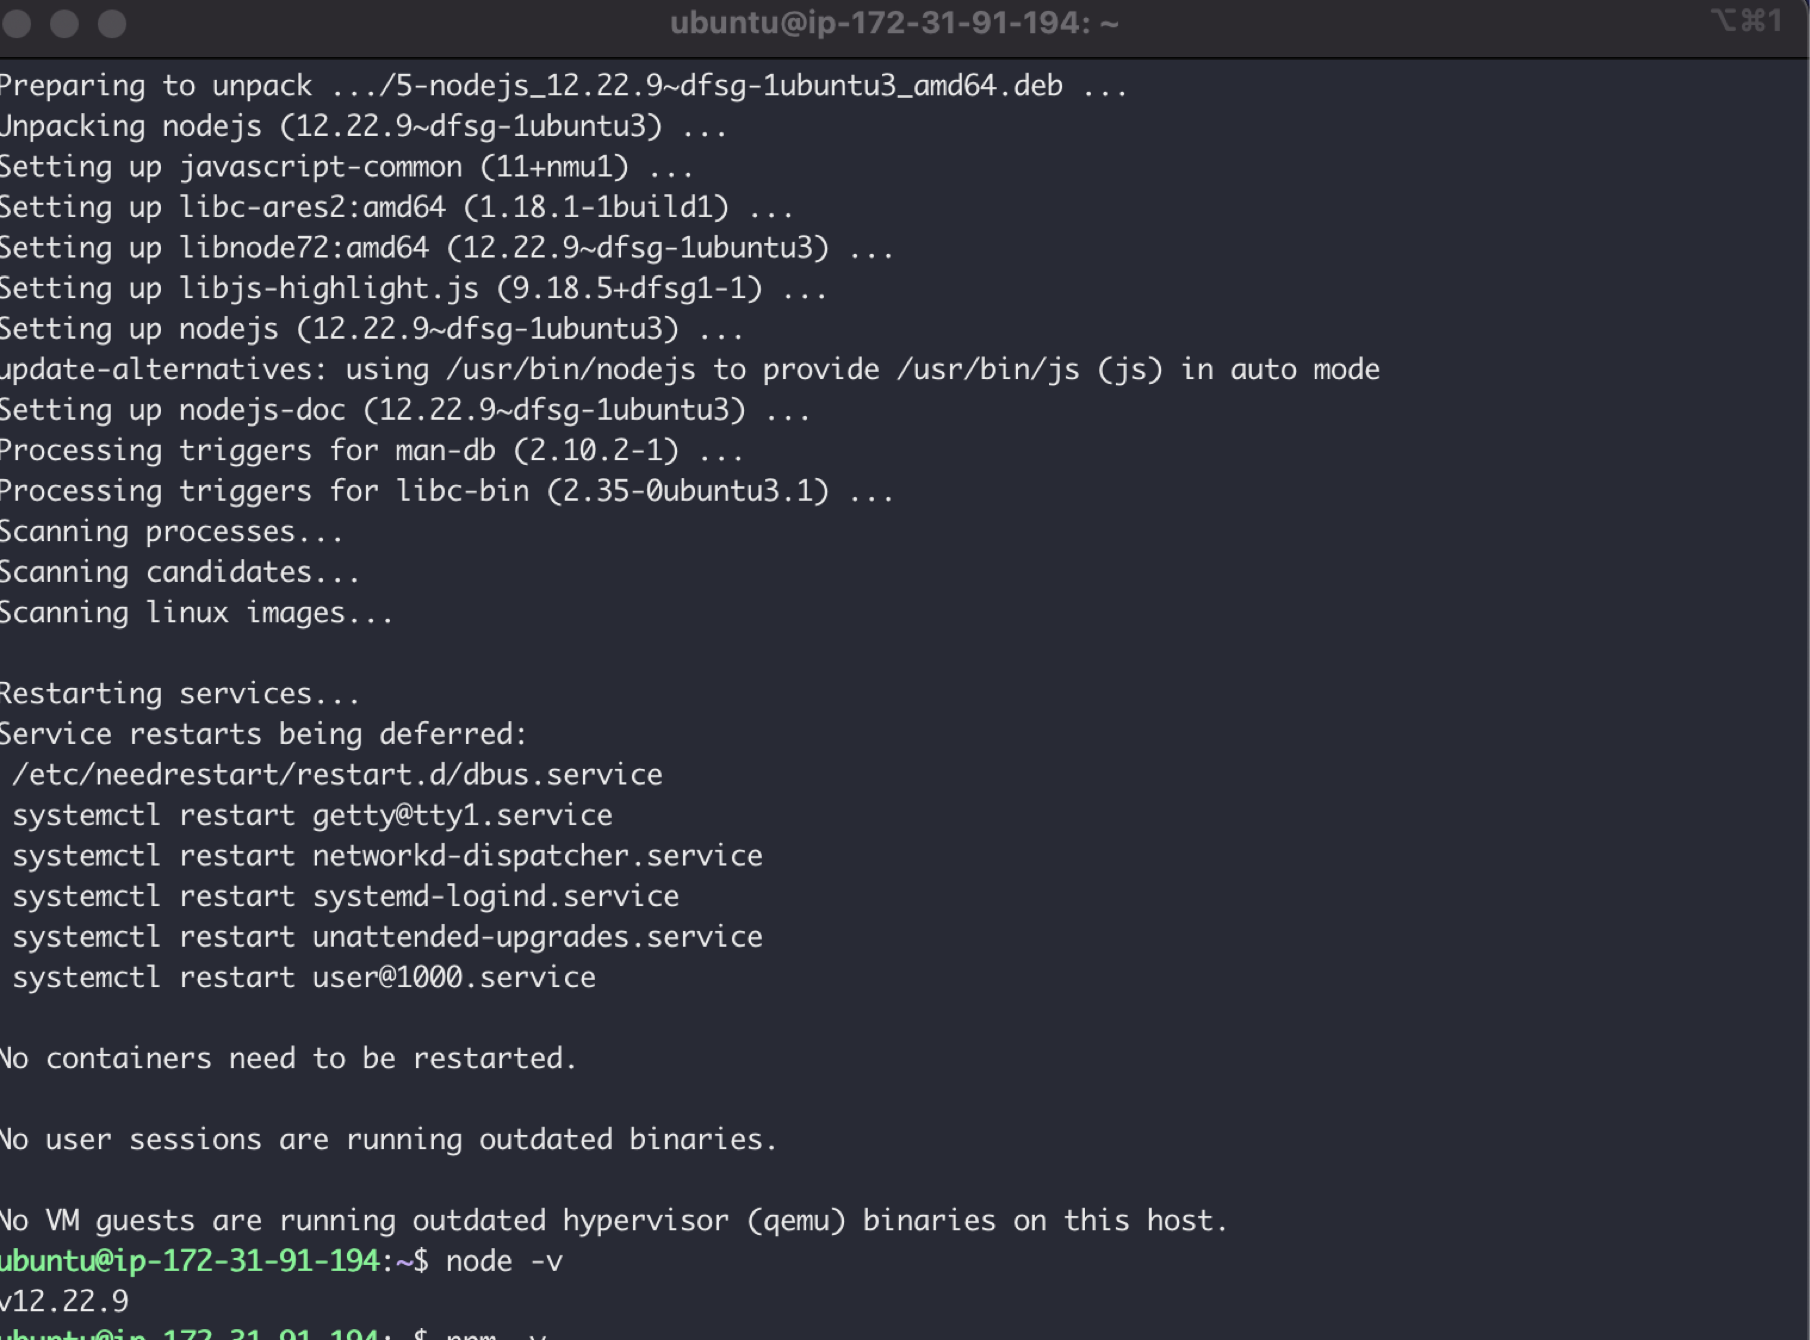 ubuntu@ip-172-31-91-194: ~
⌥⌘1
Preparing to unpack .../5-nodejs_12.22.9~dfsg-1ubuntu3_amd64.deb ...
Unpacking nodejs (12.22.9~dfsg-1ubuntu3) ...
Setting up javascript-common (11+nmu1) ...
Setting up libc-ares2:amd64 (1.18.1-1build1) ...
Setting up libnode72:amd64 (12.22.9~dfsg-1ubuntu3) ...
Setting up libjs-highlight.js (9.18.5+dfsg1-1) ...
Setting up nodejs (12.22.9~dfsg-1ubuntu3) ...
update-alternatives: using /usr/bin/nodejs to provide /usr/bin/js (js) in auto mode
Setting up nodejs-doc (12.22.9~dfsg-1ubuntu3) ...
Processing triggers for man-db (2.10.2-1) ...
Processing triggers for libc-bin (2.35-0ubuntu3.1) ...
Scanning processes...
Scanning candidates...
Scanning linux images...
Restarting services...
Service restarts being deferred:
/etc/needrestart/restart.d/dbus.service
systemctl restart getty@tty1.service
systemctl restart networkd-dispatcher.service
systemctl restart systemd-logind.service
systemctl restart unattended-upgrades.service
systemctl restart user@1000.service
No containers need to be restarted.
No user sessions are running outdated binaries.
No VM guests are running outdated hypervisor (qemu) binaries on this host.
ubuntu@ip-172-31-91-194:~$ node -v
v12.22.9
ubuntu@ip-172-31-91-194:~$ npm -v